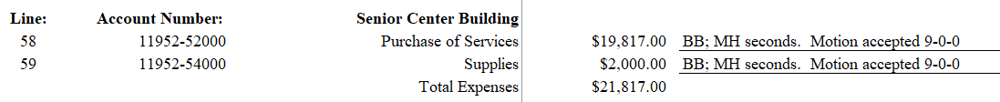 Line: Account Number: Senior Center Building
58 11952-52000 Purchase of Services $19,817.00 BB; MH seconds. Motion accepted 9-0-0
59 11952-54000 Supplies $2,000.00 BB; MH seconds. Motion accepted 9-0-0
Total Expenses $21,817.00